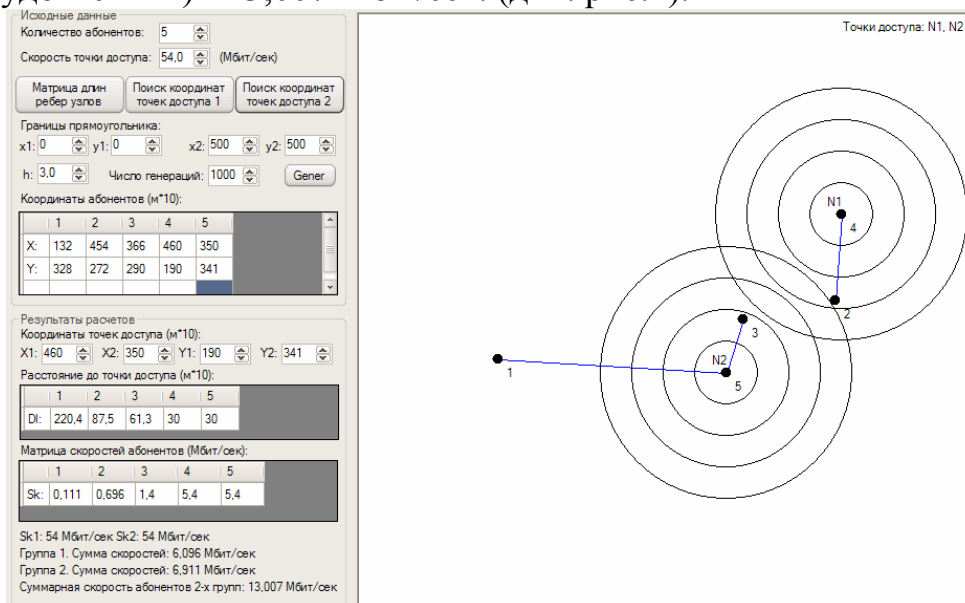 Исходные данные
Количество абонентов: 5
Скорость точки доступа: 54,0 (Мбит/сек)
Матрица длин ребер узлов
Поиск координат точек доступа 1
Поиск координат точек доступа 2
Границы прямоугольника:
x1: 0 y1: 0 x2: 500 y2: 500
h: 3,0 Число генераций: 1000 Gener
Координаты абонентов (м*10):
1 2 3 4 5
X: 132 454 366 460 350
Y: 328 272 290 190 341
Результаты расчетов
Координаты точек доступа (м*10):
X1: 460 X2: 350 Y1: 190 Y2: 341
Расстояние до точки доступа (м*10):
1 2 3 4 5
Dl: 220,4 87,5 61,3 30 30
Матрица скоростей абонентов (Мбит/сек):
1 2 3 4 5
Sk: 0,111 0,696 1,4 5,4 5,4
Sk1: 54 Мбит/сек Sk2: 54 Мбит/сек
Группа 1. Сумма скоростей: 6,096 Мбит/сек
Группа 2. Сумма скоростей: 6,911 Мбит/сек
Суммарная скорость абонентов 2-х групп: 13,007 Мбит/сек
Точки доступа: N1, N2
N1
4
2
3
N2
5
1